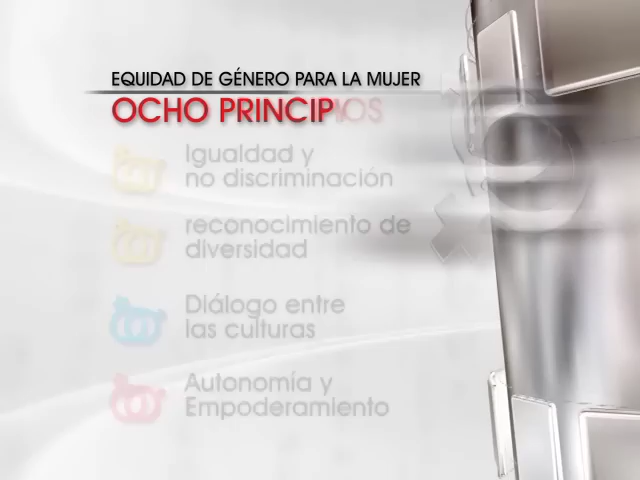 EQUIDAD DE GÉNERO PARA LA MUJER
OCHO PRINCIPIOS
Igualdad y
no discriminación
reconocimiento de
diversidad
Diálogo entre
las culturas
Autonomía y
Empoderamiento